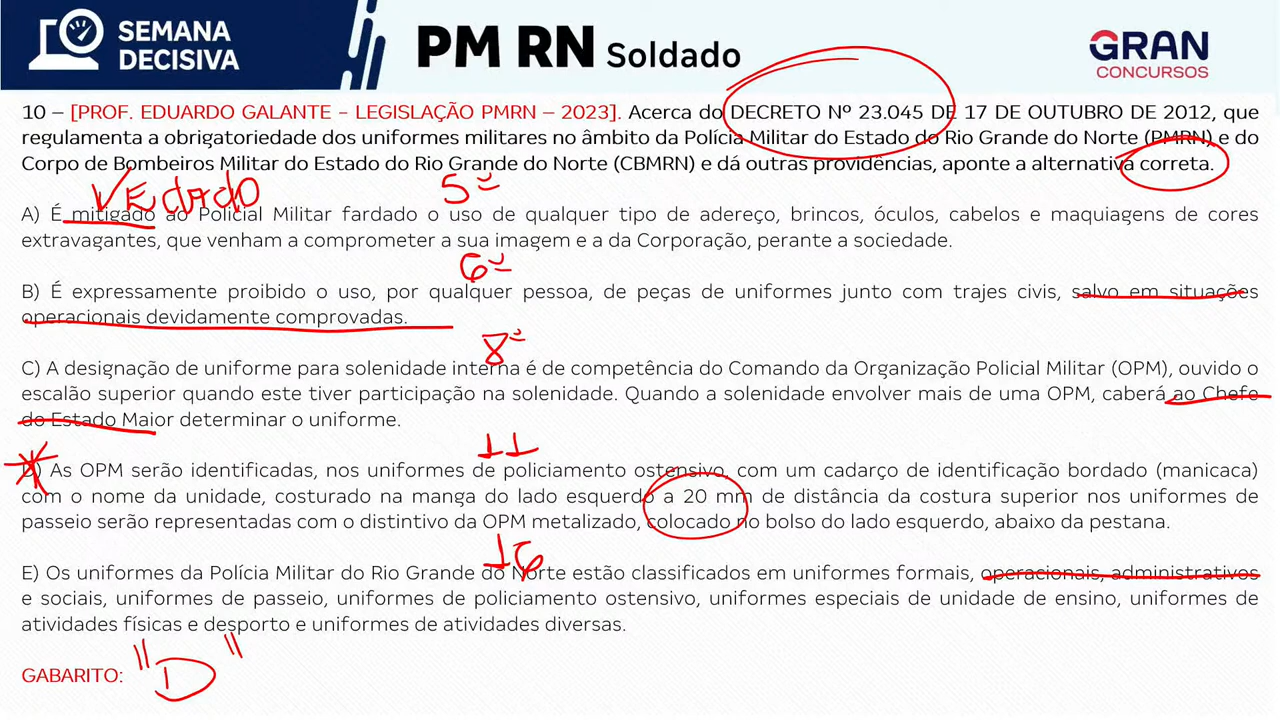 SEMANA
DECISIVA
PM RN Soldado
GRAN
CONCURSOS
10 – [PROF. EDUARDO GALANTE – LEGISLAÇÃO PMRN – 2023]. Acerca do DECRETO Nº 23.045 DE 17 DE OUTUBRO DE 2012, que
regulamenta a obrigatoriedade dos uniformes militares no âmbito da Polícia Militar do Estado do Rio Grande do Norte (PMRN) e do
Corpo de Bombeiros Militar do Estado do Rio Grande do Norte (CBMRN) e dá outras providências, aponte a alternativa correta.
VEdado 5º
A) É mitigado ao Policial Militar fardado o uso de qualquer tipo de adereço, brincos, óculos, cabelos e maquiagens de cores
extravagantes, que venham a comprometer a sua imagem e a da Corporação, perante a sociedade.
6º
B) É expressamente proibido o uso, por qualquer pessoa, de peças de uniformes junto com trajes civis, salvo em situações
operacionais devidamente comprovadas.
8º
C) A designação de uniforme para solenidade interna é de competência do Comando da Organização Policial Militar (OPM), ouvido o
escalão superior quando este tiver participação na solenidade. Quando a solenidade envolver mais de uma OPM, caberá ao Chefe
do Estado Maior determinar o uniforme.
11
D) As OPM serão identificadas, nos uniformes de policiamento ostensivo, com um cadarço de identificação bordado (manicaca)
com o nome da unidade, costurado na manga do lado esquerdo a 20 mm de distância da costura superior nos uniformes de
passeio serão representadas com o distintivo da OPM metalizado, colocado no bolso do lado esquerdo, abaixo da pestana.
16
E) Os uniformes da Polícia Militar do Rio Grande do Norte estão classificados em uniformes formais, operacionais, administrativos
e sociais, uniformes de passeio, uniformes de policiamento ostensivo, uniformes especiais de unidade de ensino, uniformes de
atividades físicas e desporto e uniformes de atividades diversas.
GABARITO: "D"